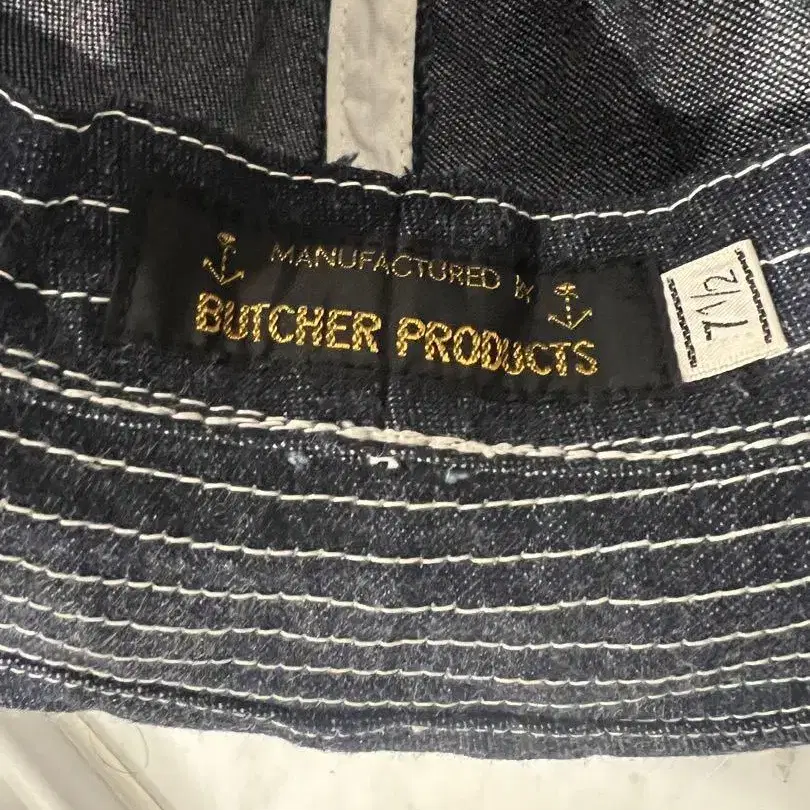 MANUFACTURED by
BUTCHER PRODUCTS
7 1/2